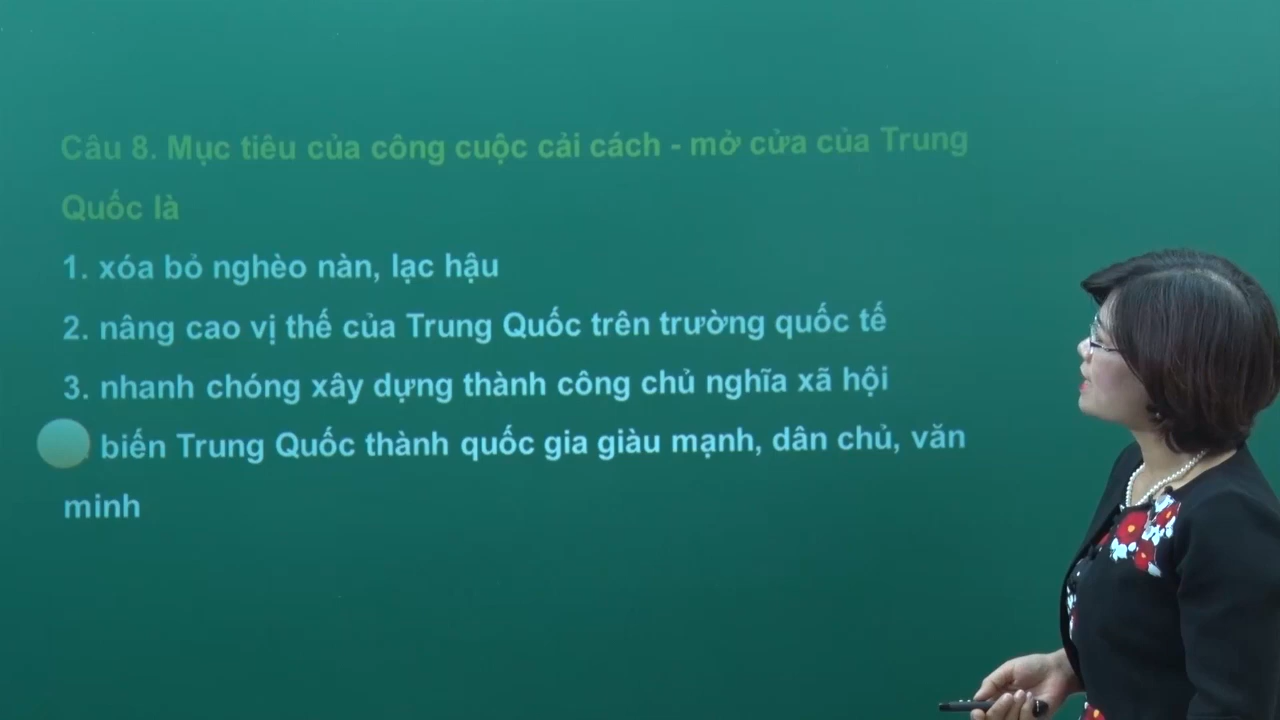 Câu 8. Mục tiêu của công cuộc cải cách - mở cửa của Trung
Quốc là
1. xóa bỏ nghèo nàn, lạc hậu
2. nâng cao vị thế của Trung Quốc trên trường quốc tế
3. nhanh chóng xây dựng thành công chủ nghĩa xã hội
biến Trung Quốc thành quốc gia giàu mạnh, dân chủ, văn
minh